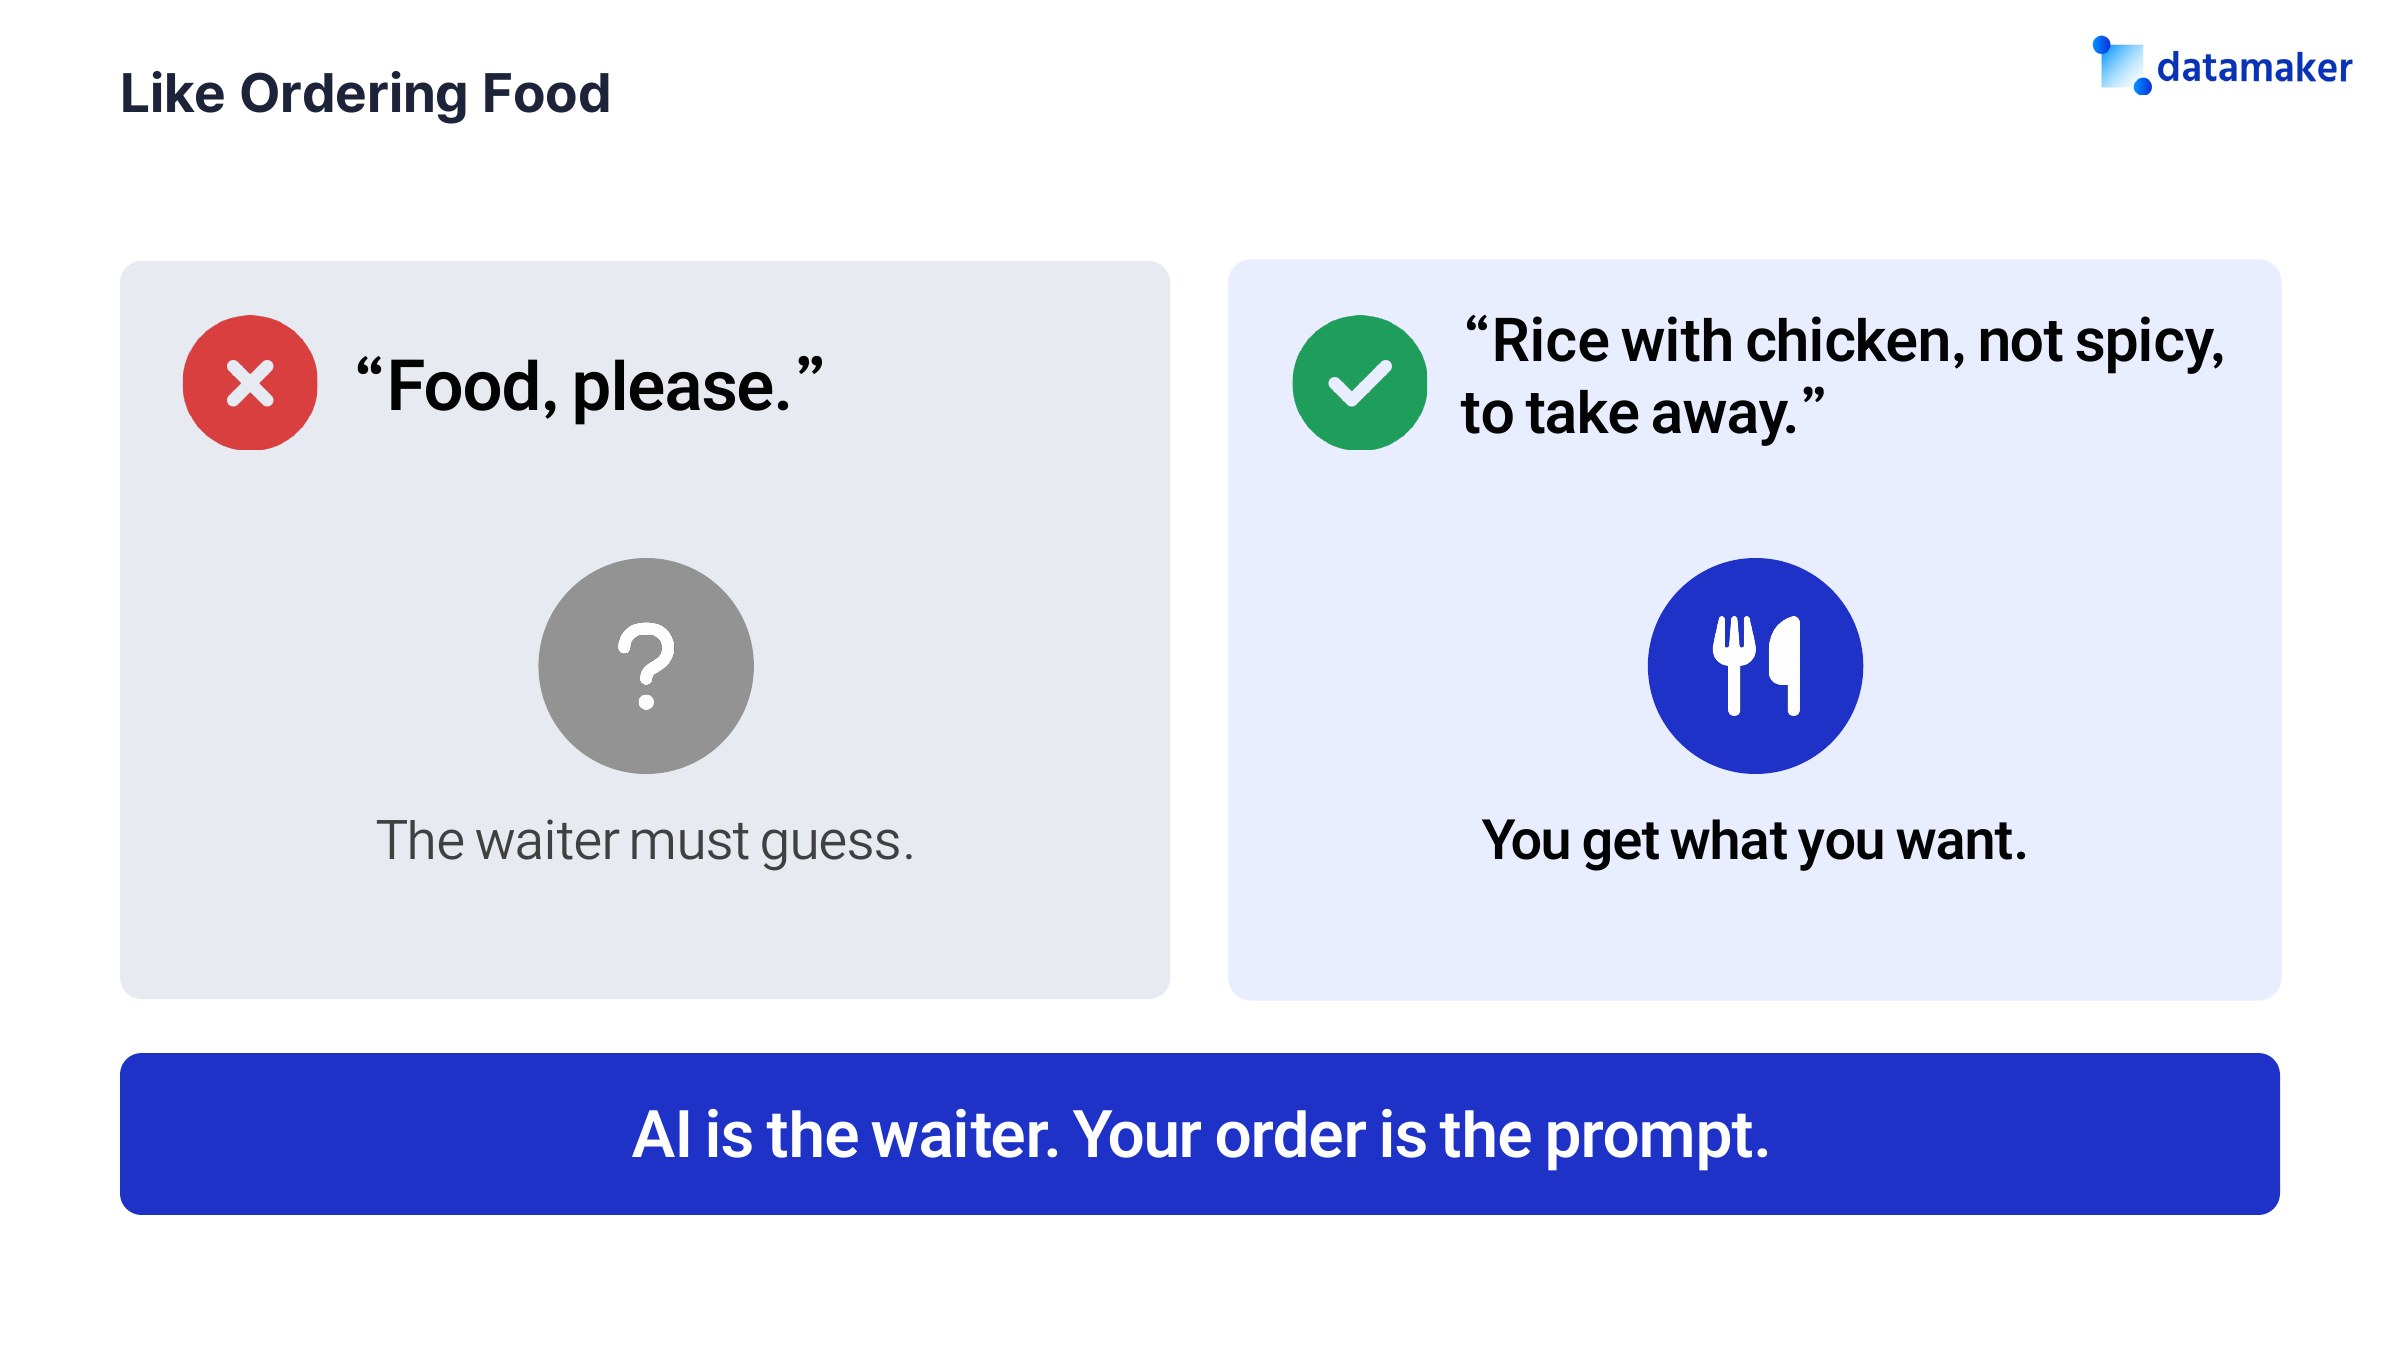 Like Ordering Food
datamaker
“Food, please.”
“Rice with chicken, not spicy,
to take away.”
?
The waiter must guess.
You get what you want.
AI is the waiter. Your order is the prompt.